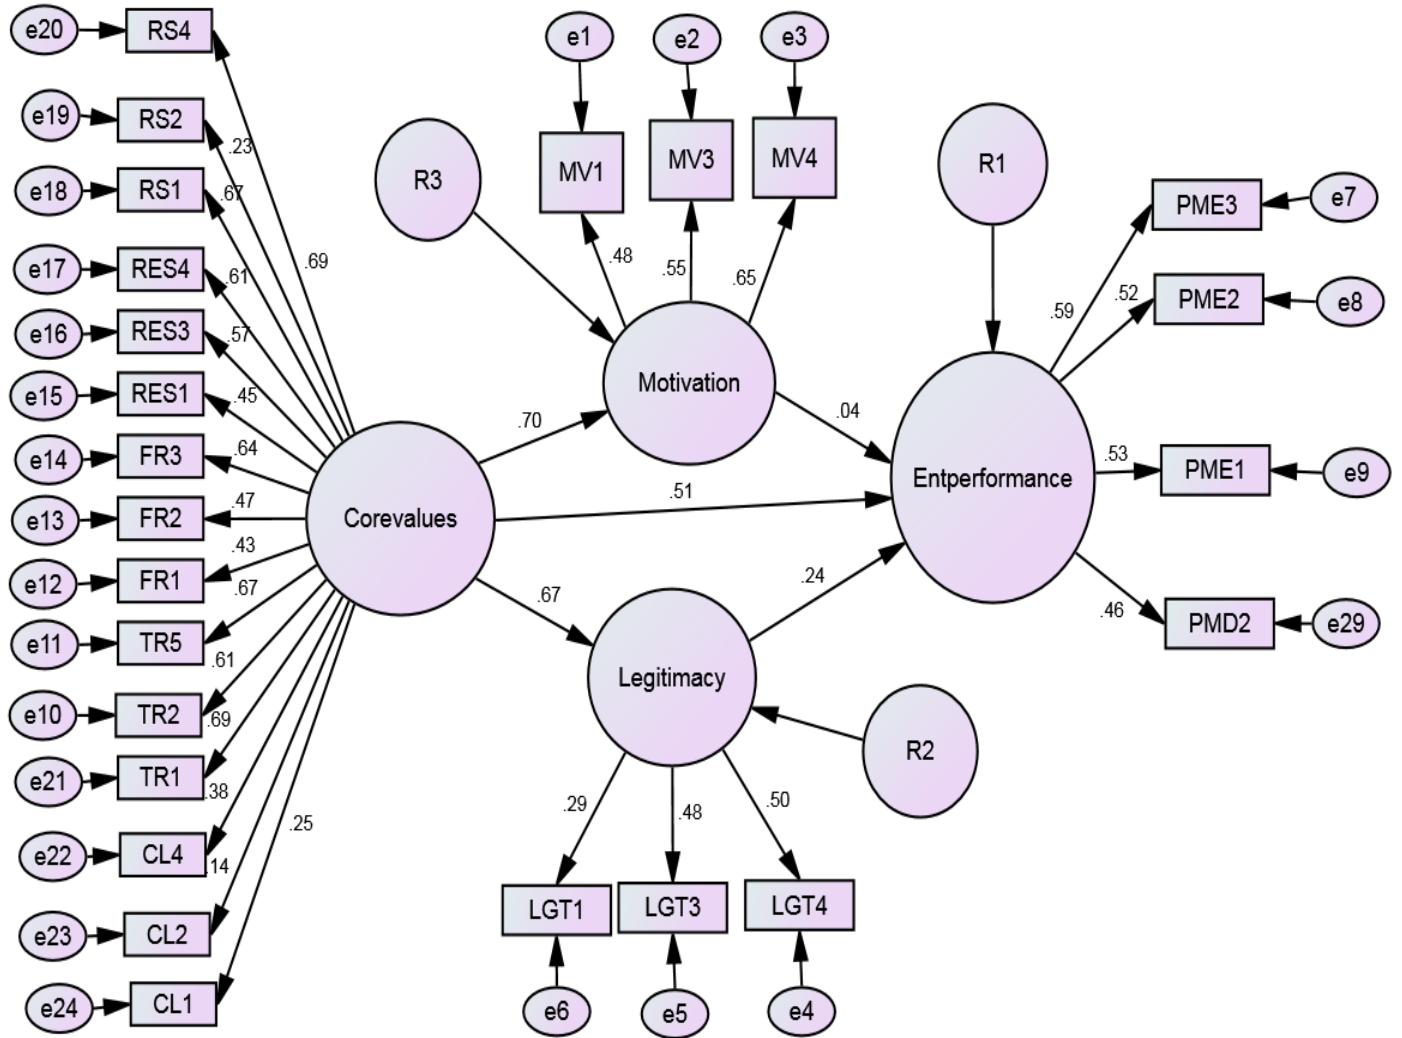 e20
RS4
e19
RS2
.23
e18
RS1
.67
e17
RES4
.61
.69
e16
RES3
.57
e15
RES1
.45
e14
FR3
.64
e13
FR2
.47
e12
FR1
.43
e11
TR5
.67
e10
TR2
.61
e21
TR1
.69
e22
CL4
.38
e23
CL2
.14
e24
CL1
.25
Corevalues
R3
e1
e2
e3
MV1
MV3
MV4
.48
.55
.65
Motivation
.70
.04
.51
.67
.24
Legitimacy
R2
.29
.48
.50
LGT1
LGT3
LGT4
e6
e5
e4
R1
Entperformance
.59
PME3
e7
.52
PME2
e8
.53
PME1
e9
.46
PMD2
e29